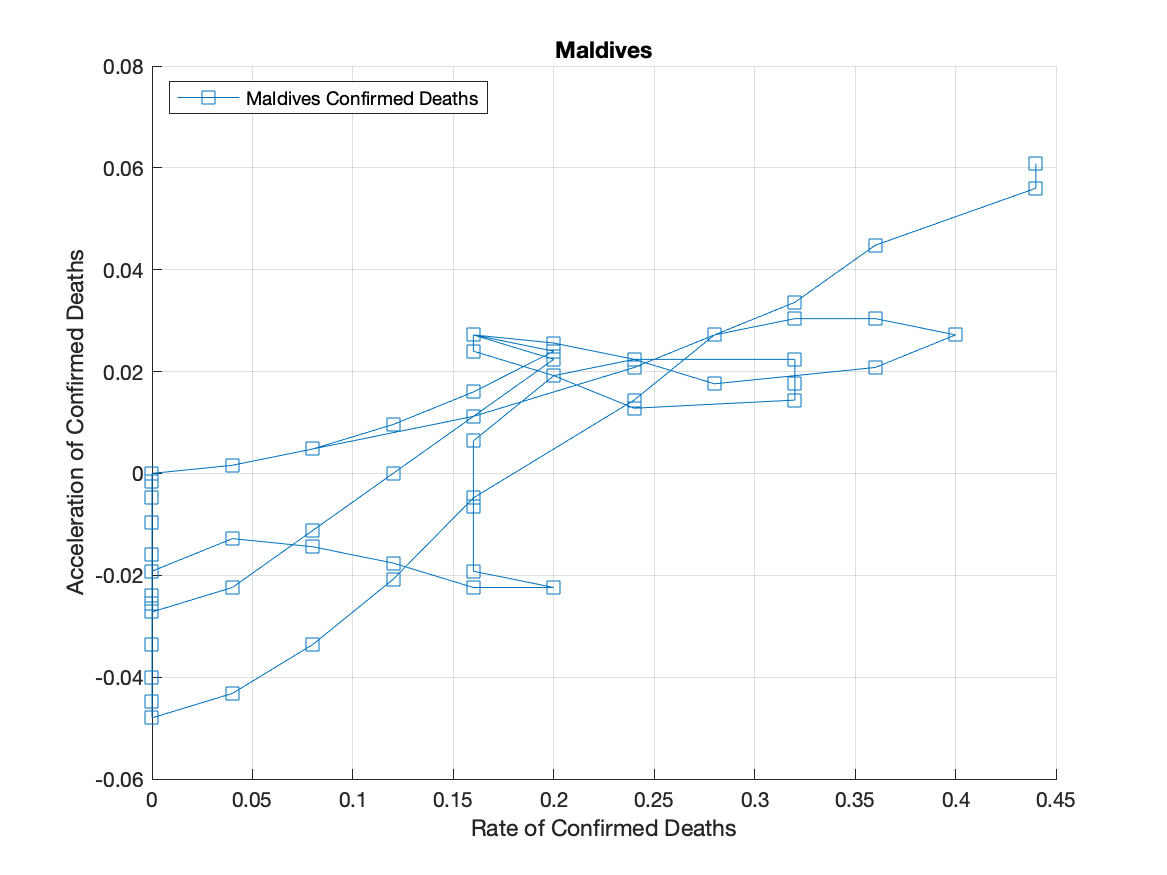 Maldives
Maldives Confirmed Deaths
Acceleration of Confirmed Deaths
0.08
0.06
0.04
0.02
0
-0.02
-0.04
-0.06
0 0.05 0.1 0.15 0.2 0.25 0.3 0.35 0.4 0.45
Rate of Confirmed Deaths